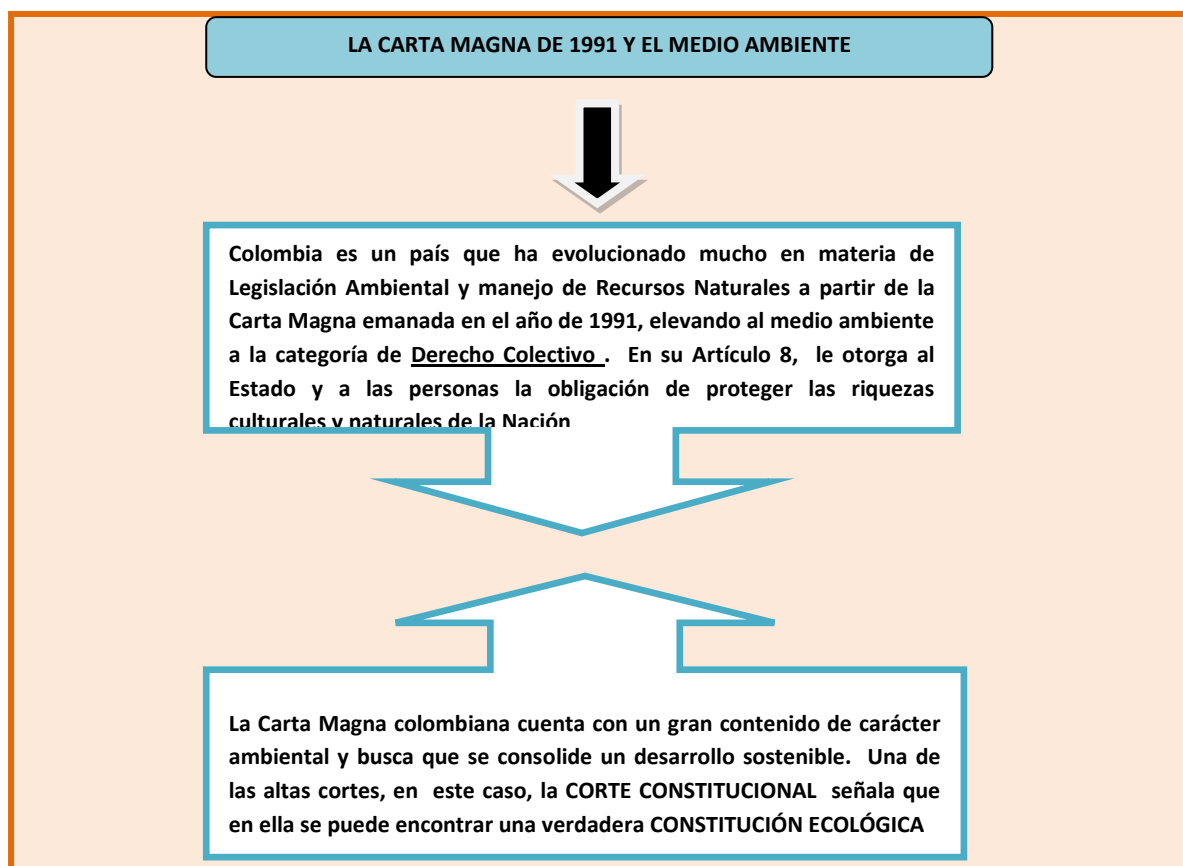 LA CARTA MAGNA DE 1991 Y EL MEDIO AMBIENTE
Colombia es un país que ha evolucionado mucho en materia de
Legislación Ambiental y manejo de Recursos Naturales a partir de la
Carta Magna emanada en el año de 1991, elevando al medio ambiente
a la categoría de Derecho Colectivo . En su Artículo 8, le otorga al
Estado y a las personas la obligación de proteger las riquezas
culturales y naturales de la Nación
La Carta Magna colombiana cuenta con un gran contenido de carácter
ambiental y busca que se consolide un desarrollo sostenible. Una de
las altas cortes, en este caso, la CORTE CONSTITUCIONAL señala que
en ella se puede encontrar una verdadera CONSTITUCIÓN ECOLÓGICA